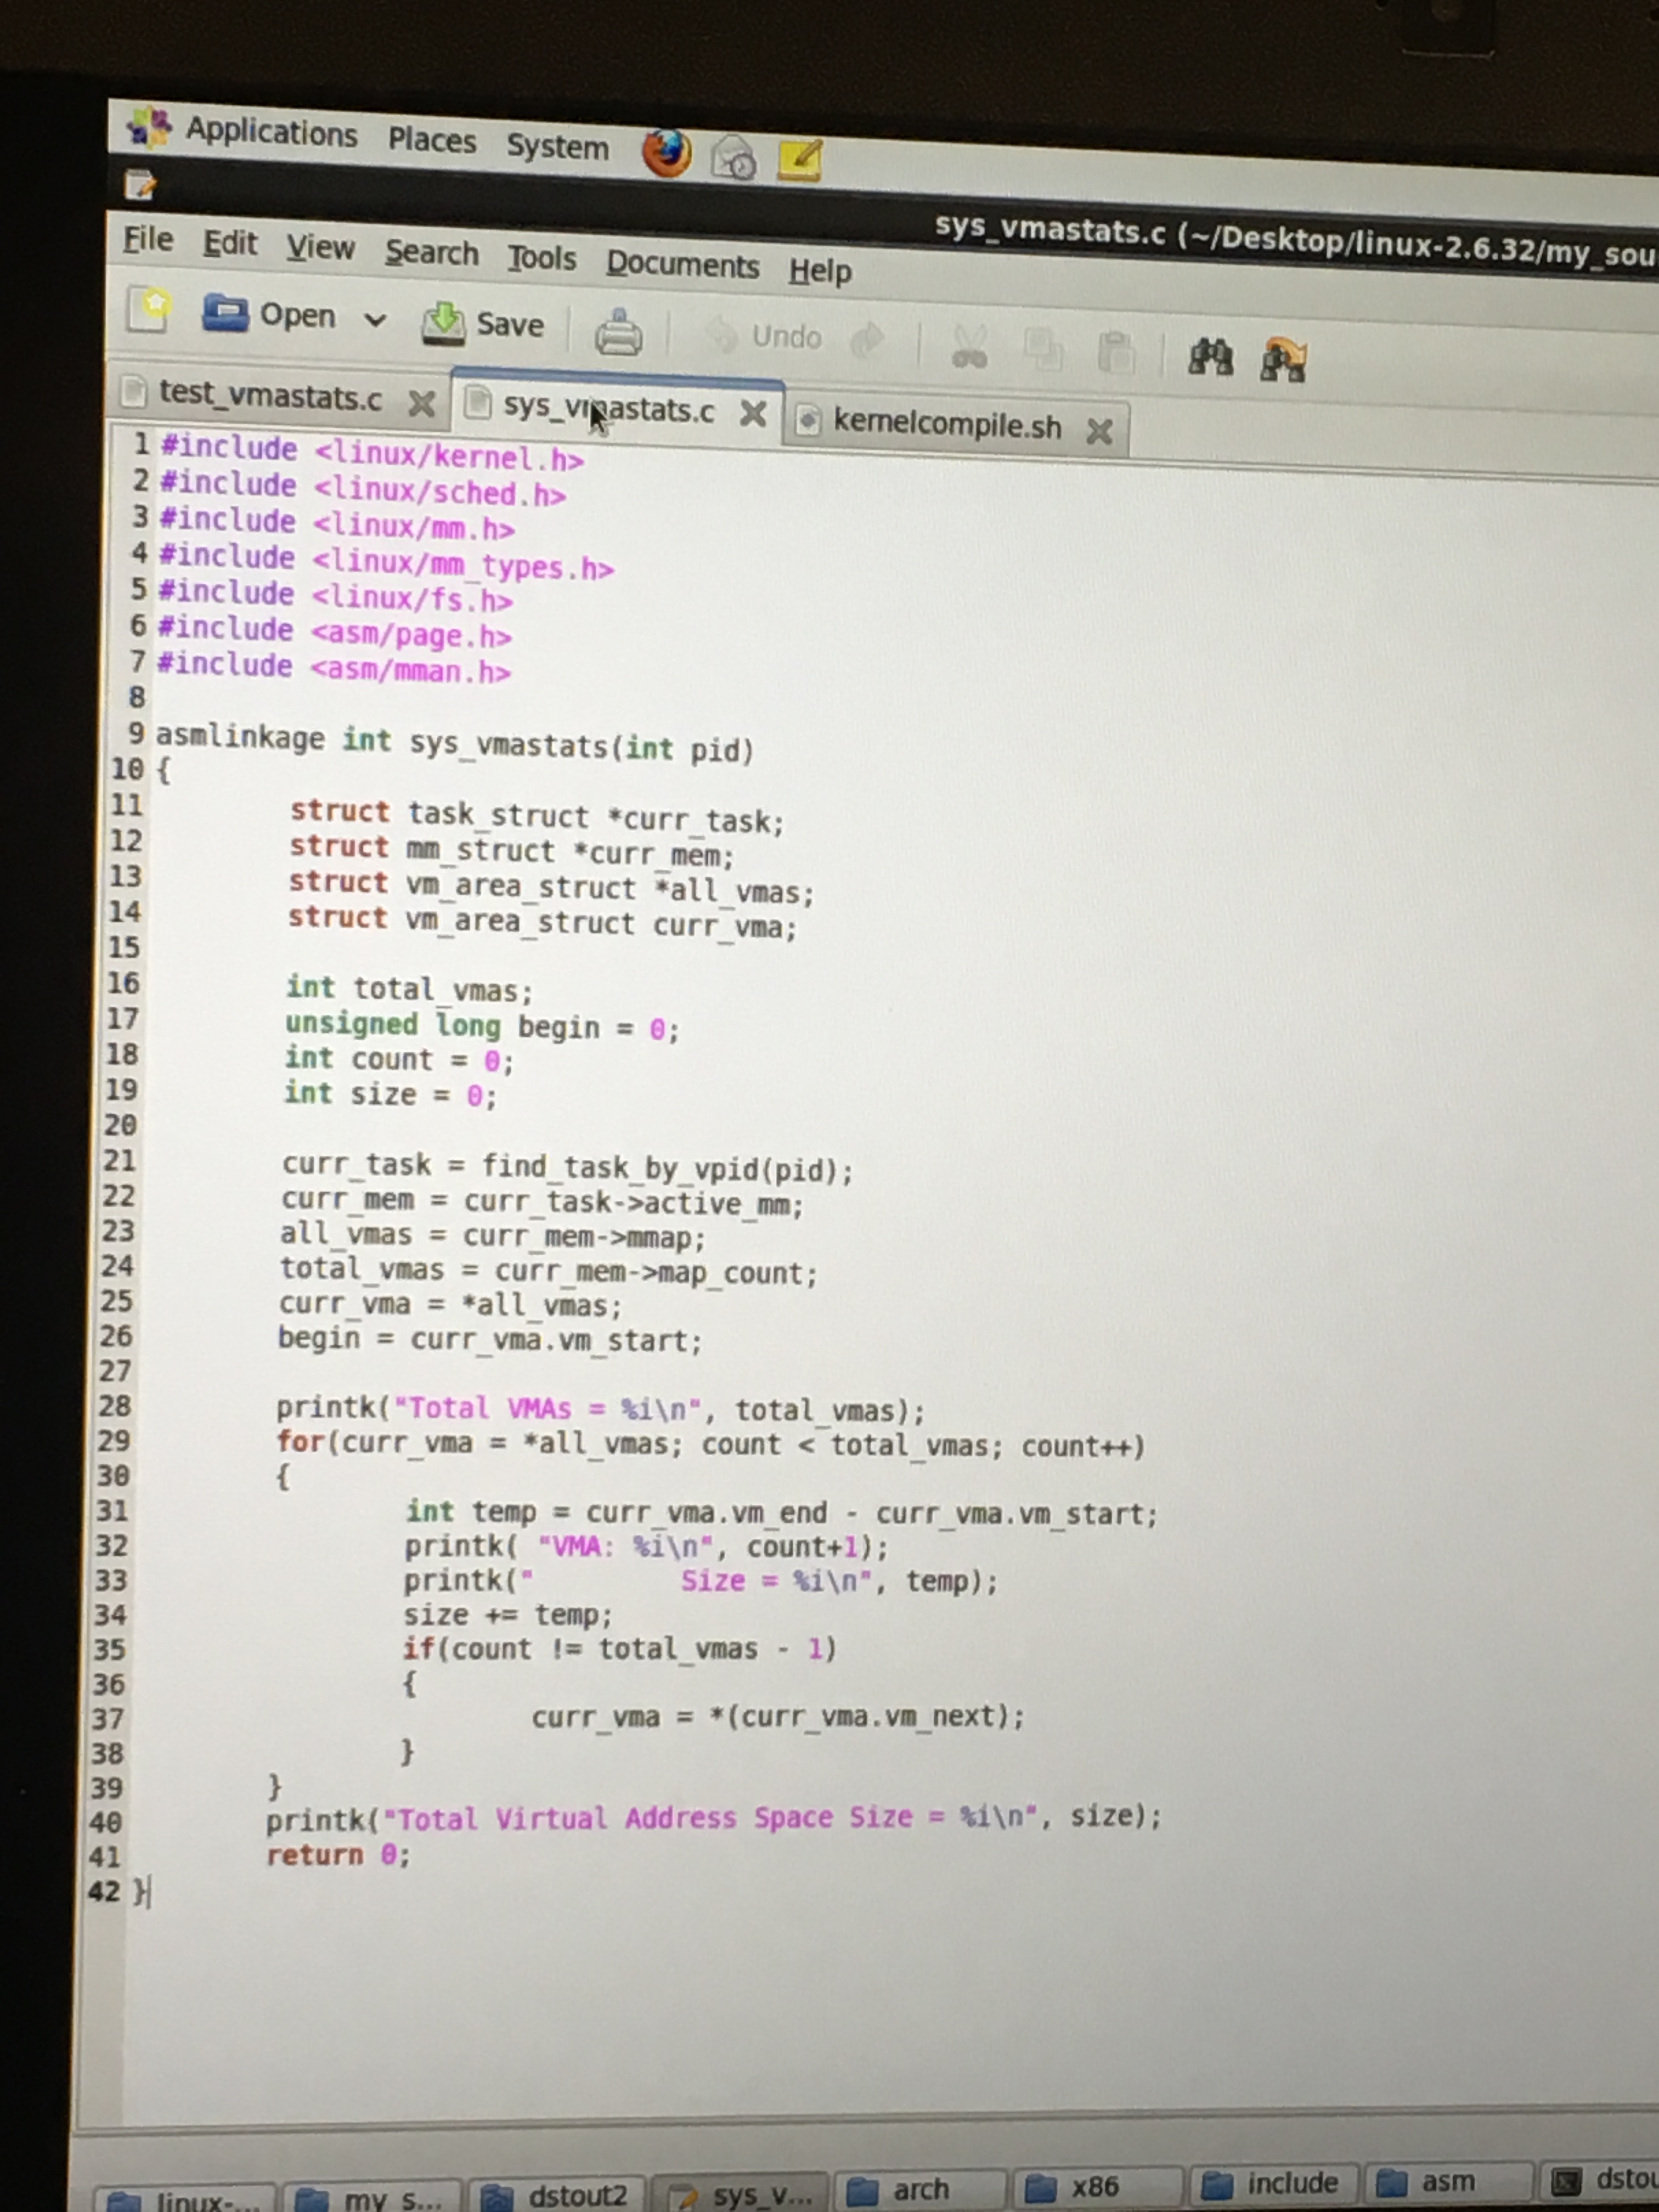 Applications Places System
sys_vmastats.c (~/Desktop/linux-2.6.32/my_sou
File Edit View Search Tools Documents Help
Open Save Undo
test_vmastats.c sys_vmastats.c kernelcompile.sh
1 #include <linux/kernel.h>
2 #include <linux/sched.h>
3 #include <linux/mm.h>
4 #include <linux/mm_types.h>
5 #include <linux/fs.h>
6 #include <asm/page.h>
7 #include <asm/mman.h>
8
9 asmlinkage int sys_vmastats(int pid)
10 {
11 struct task_struct *curr_task;
12 struct mm_struct *curr_mem;
13 struct vm_area_struct *all_vmas;
14 struct vm_area_struct curr_vma;
15
16 int total_vmas;
17 unsigned long begin = 0;
18 int count = 0;
19 int size = 0;
20
21 curr_task = find_task_by_vpid(pid);
22 curr_mem = curr_task->active_mm;
23 all_vmas = curr_mem->mmap;
24 total_vmas = curr_mem->map_count;
25 curr_vma = *all_vmas;
26 begin = curr_vma.vm_start;
27
28 printk("Total VMAs = %i\n", total_vmas);
29 for(curr_vma = *all_vmas; count < total_vmas; count++)
30 {
31 int temp = curr_vma.vm_end - curr_vma.vm_start;
32 printk( "VMA: %i\n", count+1);
33 printk("         Size = %i\n", temp);
34 size += temp;
35 if(count != total_vmas - 1)
36 {
37 curr_vma = *(curr_vma.vm_next);
38 }
39 }
40 printk("Total Virtual Address Space Size = %i\n", size);
41 return 0;
42 }
linux-... my_s... dstout2 sys_v... arch x86 include asm dstou